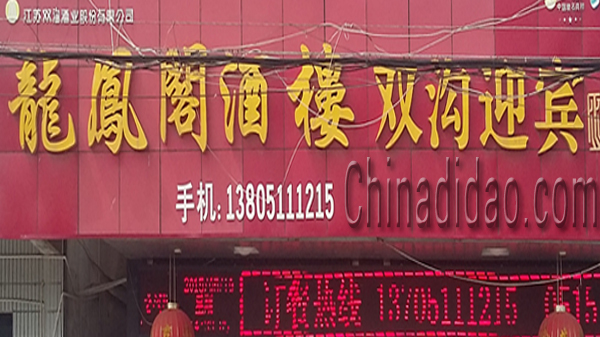 江苏双沟酒业股份有限公司
龍鳳閣酒樓 双沟迎宾
手机:13805111215
Chinadidao.com
订餐热线 13705111215 0515